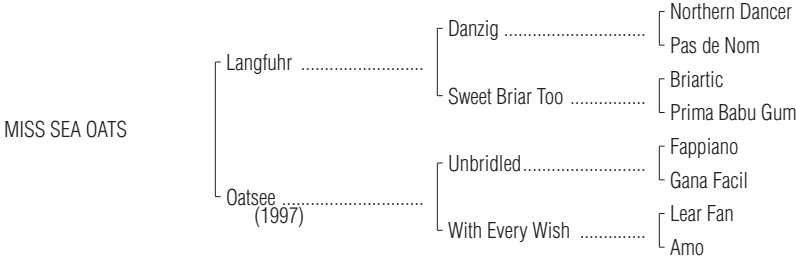 Northern Dancer
Danzig ..............................
Pas de Nom
Langfuhr ..........................
Briartic
Sweet Briar Too ................
Prima Babu Gum
MISS SEA OATS
Fappiano
Unbridled..........................
Gana Facil
Oatsee ..............................
(1997)
Lear Fan
With Every Wish ..............
Amo